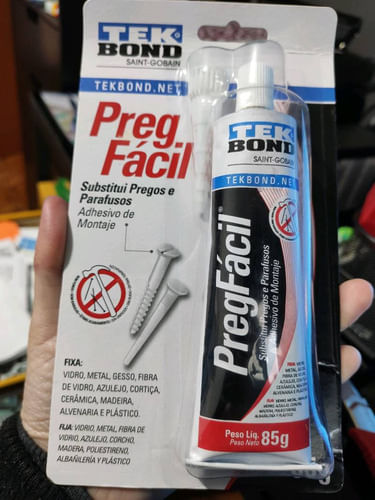 TEK
BOND
SAINT-GOBAIN
TEKBOND.NET
Preg
Fácil
Substitui Pregos e
Parafusos
Adhesivo de
Montaje
FIXA:
VIDRO, METAL, GESSO, FIBRA
DE VIDRO, AZULEJO, CORTIÇA,
CERÂMICA, MADEIRA,
ALVENARIA E PLÁSTICO.
FIJA: VIDRIO, METAL, FIBRA DE
VIDRIO, AZULEJO, CORCHO,
MADERA, POLIESTIRENO,
ALBAÑILERÍA Y PLÁSTICO
TEK
BOND
SAINT-GOBAIN
TEKBOND.NET
PregFácil
Substitui Pregos e Parafusos
Adhesivo de Montaje
Peso Líq.
Peso Neto
85g